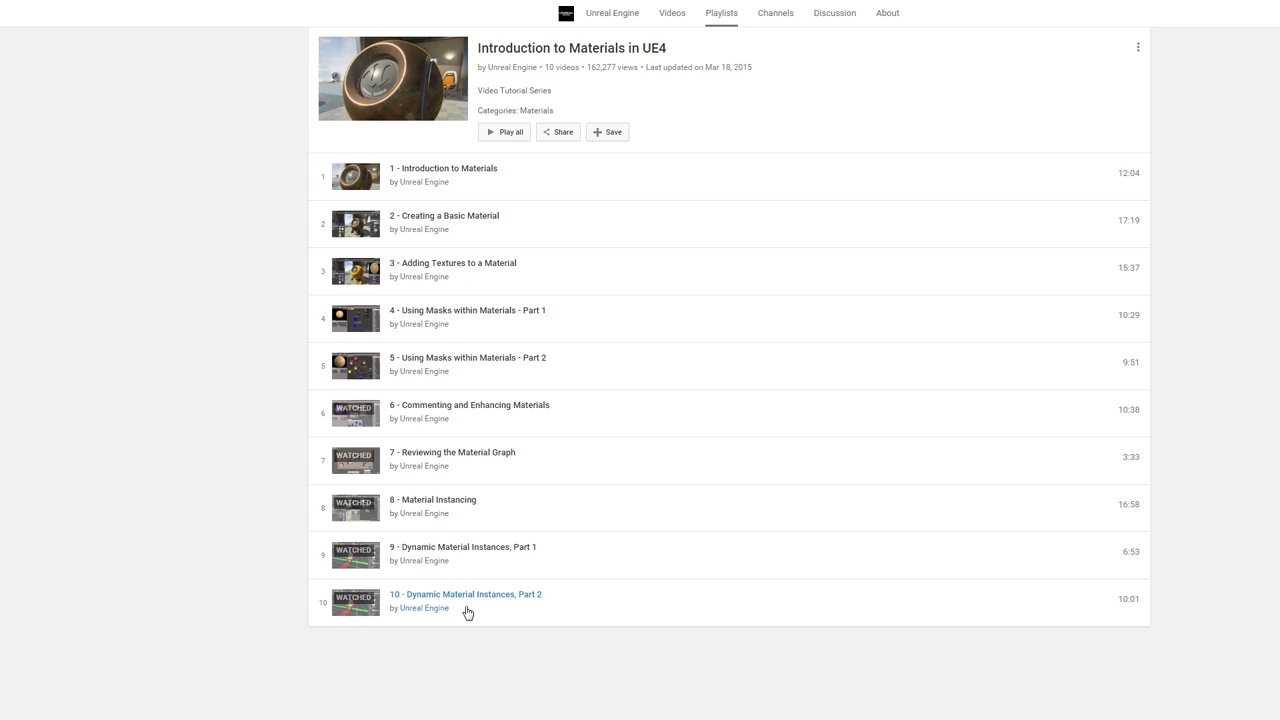 Unreal Engine Videos Playlists Channels Discussion About
Introduction to Materials in UE4
by Unreal Engine • 10 videos • 162,277 views • Last updated on Mar 18, 2015
Video Tutorial Series
Categories: Materials
Play all Share Save
1 1 - Introduction to Materials 12:04
by Unreal Engine
2 2 - Creating a Basic Material 17:19
by Unreal Engine
3 3 - Adding Textures to a Material 15:37
by Unreal Engine
4 4 - Using Masks within Materials - Part 1 10:29
by Unreal Engine
5 5 - Using Masks within Materials - Part 2 9:51
by Unreal Engine
6 WATCHED 6 - Commenting and Enhancing Materials 10:38
by Unreal Engine
7 WATCHED 7 - Reviewing the Material Graph 3:33
by Unreal Engine
8 WATCHED 8 - Material Instancing 16:58
by Unreal Engine
9 WATCHED 9 - Dynamic Material Instances, Part 1 6:53
by Unreal Engine
10 WATCHED 10 - Dynamic Material Instances, Part 2 10:01
by Unreal Engine